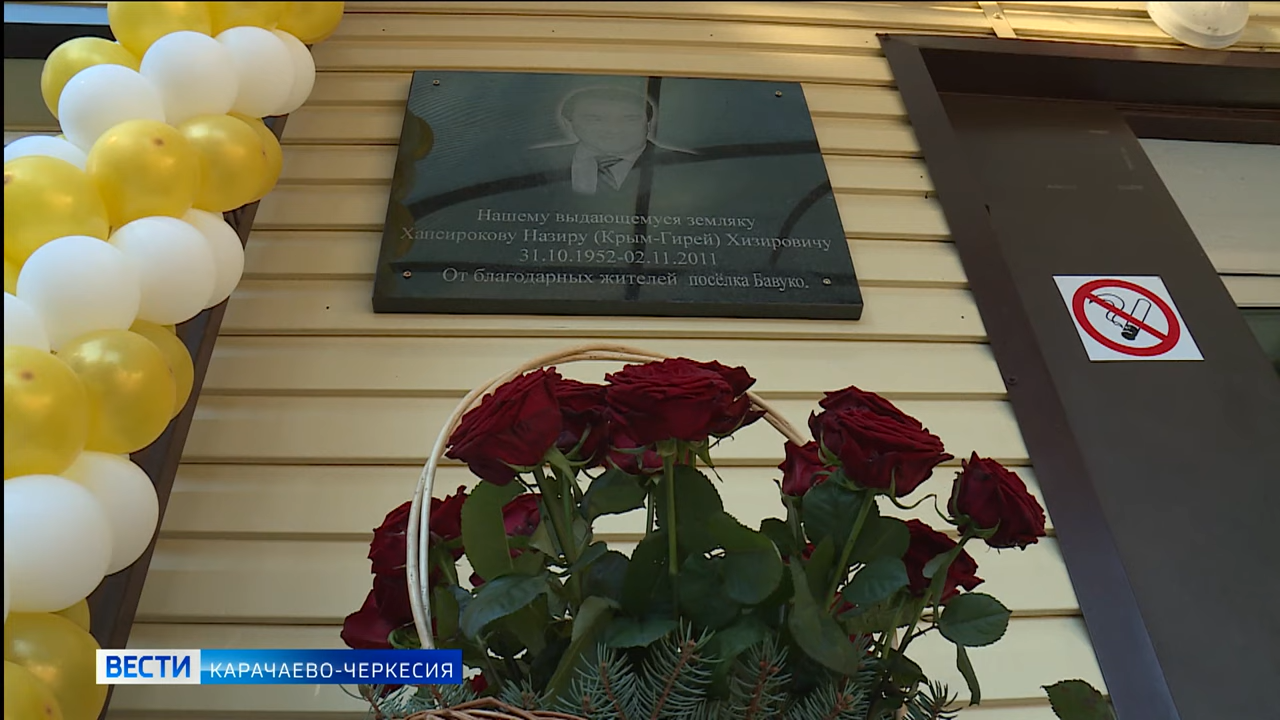 Нашему выдающемуся земляку
Хапсирокову Назиру (Крым-Гирей) Хизировичу
31.10.1952-02.11.2011
От благодарных жителей посёлка Бавуко.
ВЕСТИ КАРАЧАЕВО-ЧЕРКЕСИЯ